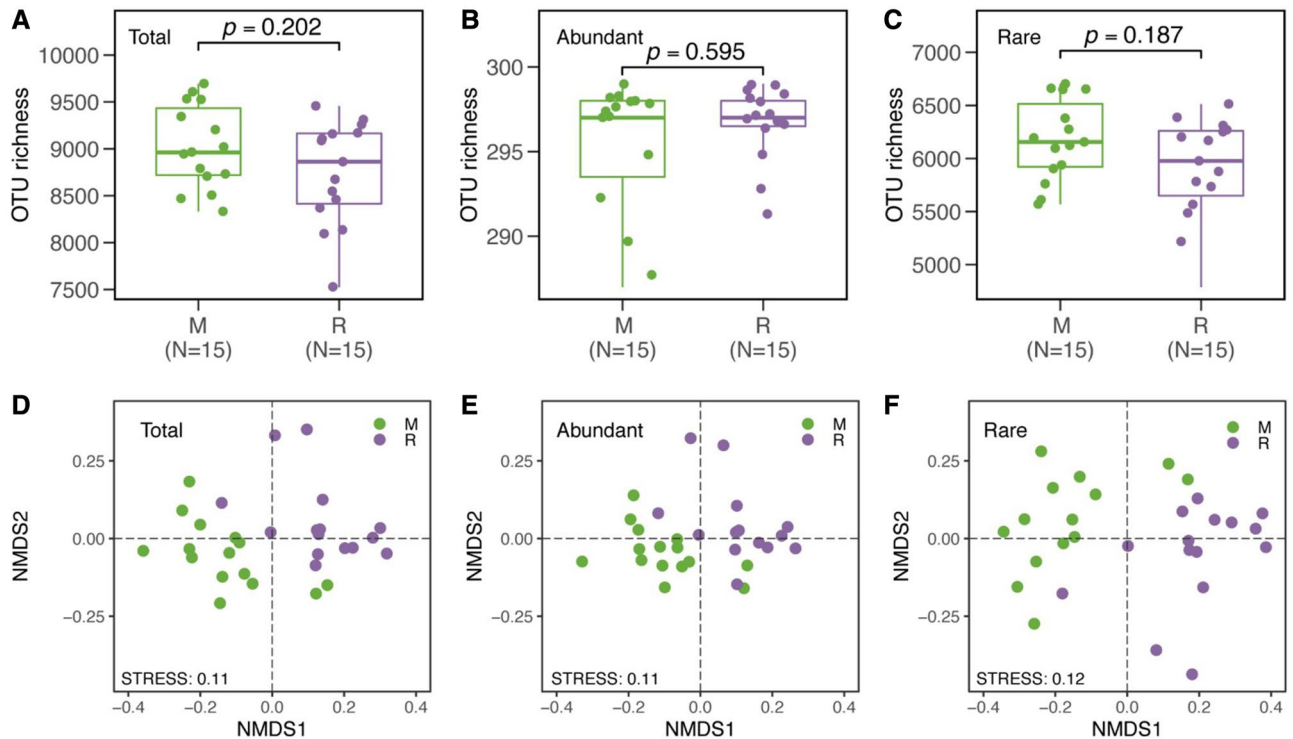 A
Total
p = 0.202
OTU richness
10000
9500
9000
8500
8000
7500
M
R
(N=15)
(N=15)
B
Abundant
p = 0.595
OTU richness
300
295
290
M
R
(N=15)
(N=15)
C
Rare
p = 0.187
OTU richness
7000
6500
6000
5500
5000
M
R
(N=15)
(N=15)
D
Total
M
R
NMDS2
0.25
0.00
−0.25
STRESS: 0.11
−0.4
−0.2
0.0
0.2
0.4
NMDS1
E
Abundant
M
R
NMDS2
0.25
0.00
−0.25
STRESS: 0.11
−0.4
−0.2
0.0
0.2
0.4
NMDS1
F
Rare
M
R
NMDS2
0.25
0.00
−0.25
STRESS: 0.12
−0.4
−0.2
0.0
0.2
0.4
NMDS1